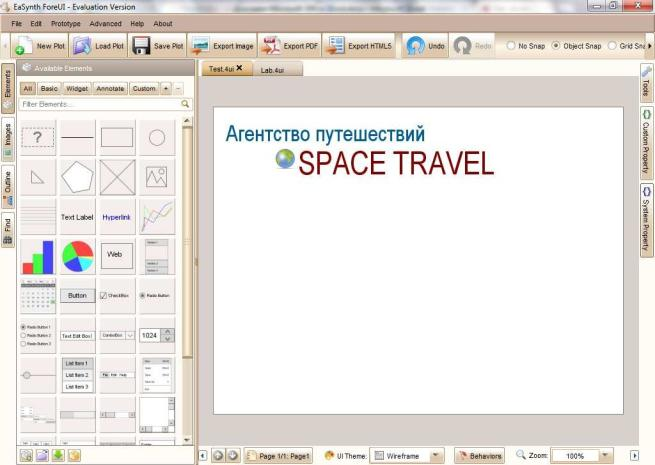 EaSynth ForeUI - Evaluation Version
File Edit Prototype Advanced Help About
New Plot Load Plot Save Plot Export Image Export PDF Export HTML5 Undo Redo No Snap Object Snap Grid Sna
Available Elements
Test.4ui Lab.4ui
All Basic Widget Annotate Custom + -
Filter Elements...
Elements
Images
Outline
Find
Tools
Custom Property
System Property
Агентство путешествий
SPACE TRAVEL
?
Text Label Hyperlink
Web
Button CheckBox Radio Button
Radio Button 1
Radio Button 2
Radio Button 3
Text Edit Box ComboBox 1024
List Item 1
List Item 2
List Item 3
File Edit Help
Page 1/1: Page1 UI Theme: Wireframe Behaviors Zoom: 100%